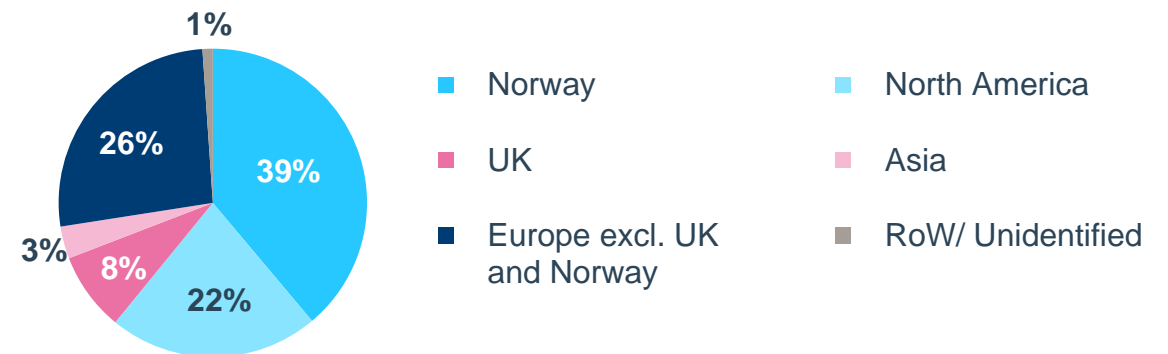 1%
26%
39%
3%
8%
22%
Norway
North America
UK
Asia
Europe excl. UK
and Norway
RoW/ Unidentified